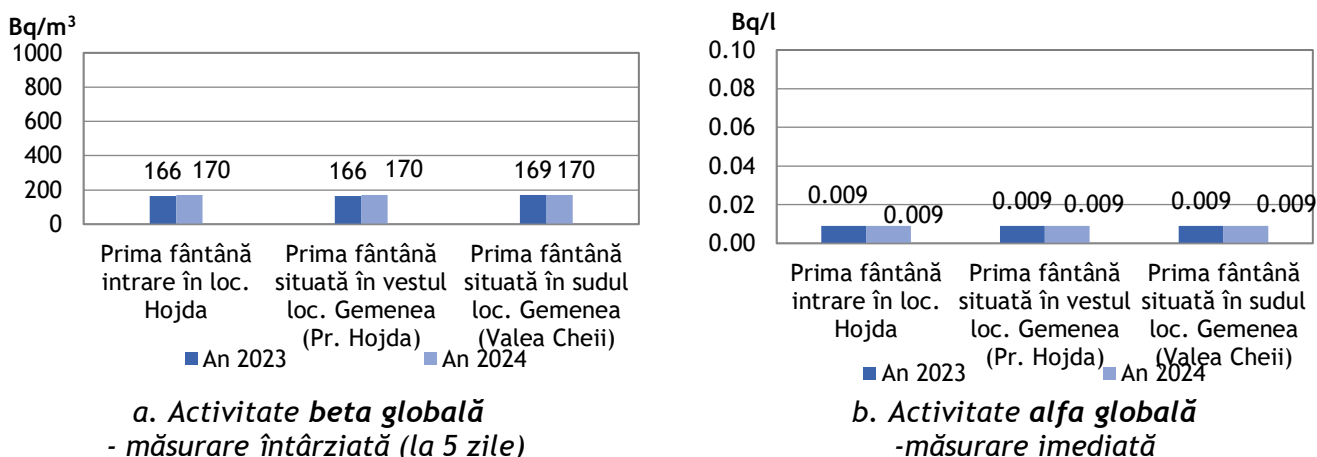 Bq/m³
1000
800
600
400
200
0
166 170
166 170
169 170
Prima fântână
intrare în loc.
Hojda
Prima fântână
situată în vestul
loc. Gemenea
(Pr. Hojda)
Prima fântână
situată în sudul
loc. Gemenea
(Valea Cheii)
An 2023
An 2024
a. Activitate beta globală
- măsurare întârziată (la 5 zile)
Bq/l
0.10
0.08
0.06
0.04
0.02
0.00
0.009
0.009
0.009
0.009
0.009
0.009
Prima fântână
intrare în loc.
Hojda
Prima fântână
situată în vestul
loc. Gemenea
(Pr. Hojda)
Prima fântână
situată în sudul
loc. Gemenea
(Valea Cheii)
An 2023
An 2024
b. Activitate alfa globală
-măsurare imediată